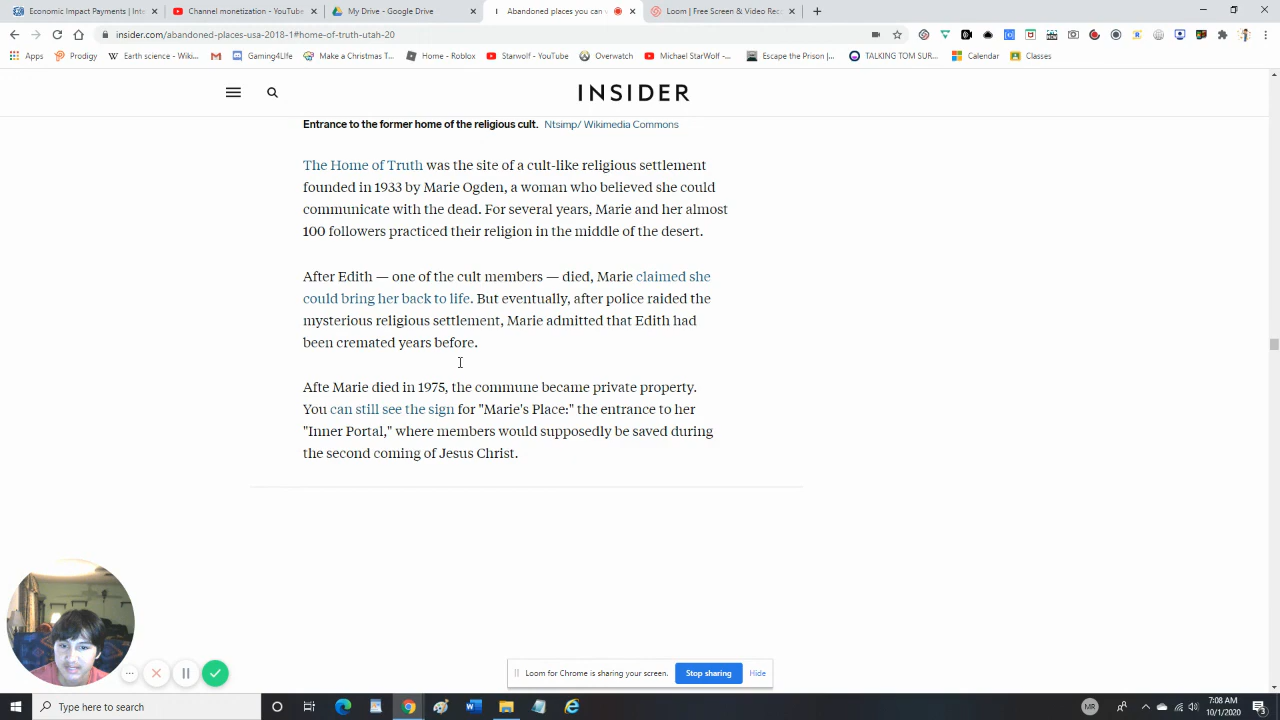 Economic Impact Payments | Inte
Channel monetization - YouTube
My Drive - Google Drive
Abandoned places you can v
Loom | Free Screen & Video Rec
insider.com/abandoned-places-usa-2018-1#home-of-truth-utah-20
Apps
Prodigy
Earth science - Wiki...
Gaming4Life
Make a Christmas T...
Home - Roblox
Starwolf - YouTube
Overwatch
Michael StarWolf -...
Escape the Prison |...
TALKING TOM SUR...
Calendar
Classes
INSIDER
Entrance to the former home of the religious cult. Ntsimp/ Wikimedia Commons
The Home of Truth was the site of a cult-like religious settlement
founded in 1933 by Marie Ogden, a woman who believed she could
communicate with the dead. For several years, Marie and her almost
100 followers practiced their religion in the middle of the desert.
After Edith — one of the cult members — died, Marie claimed she
could bring her back to life. But eventually, after police raided the
mysterious religious settlement, Marie admitted that Edith had
been cremated years before.
Afte Marie died in 1975, the commune became private property.
You can still see the sign for "Marie's Place:" the entrance to her
"Inner Portal," where members would supposedly be saved during
the second coming of Jesus Christ.
Loom for Chrome is sharing your screen.
Stop sharing
Hide
Type here to search
MR
7:08 AM
10/1/2020